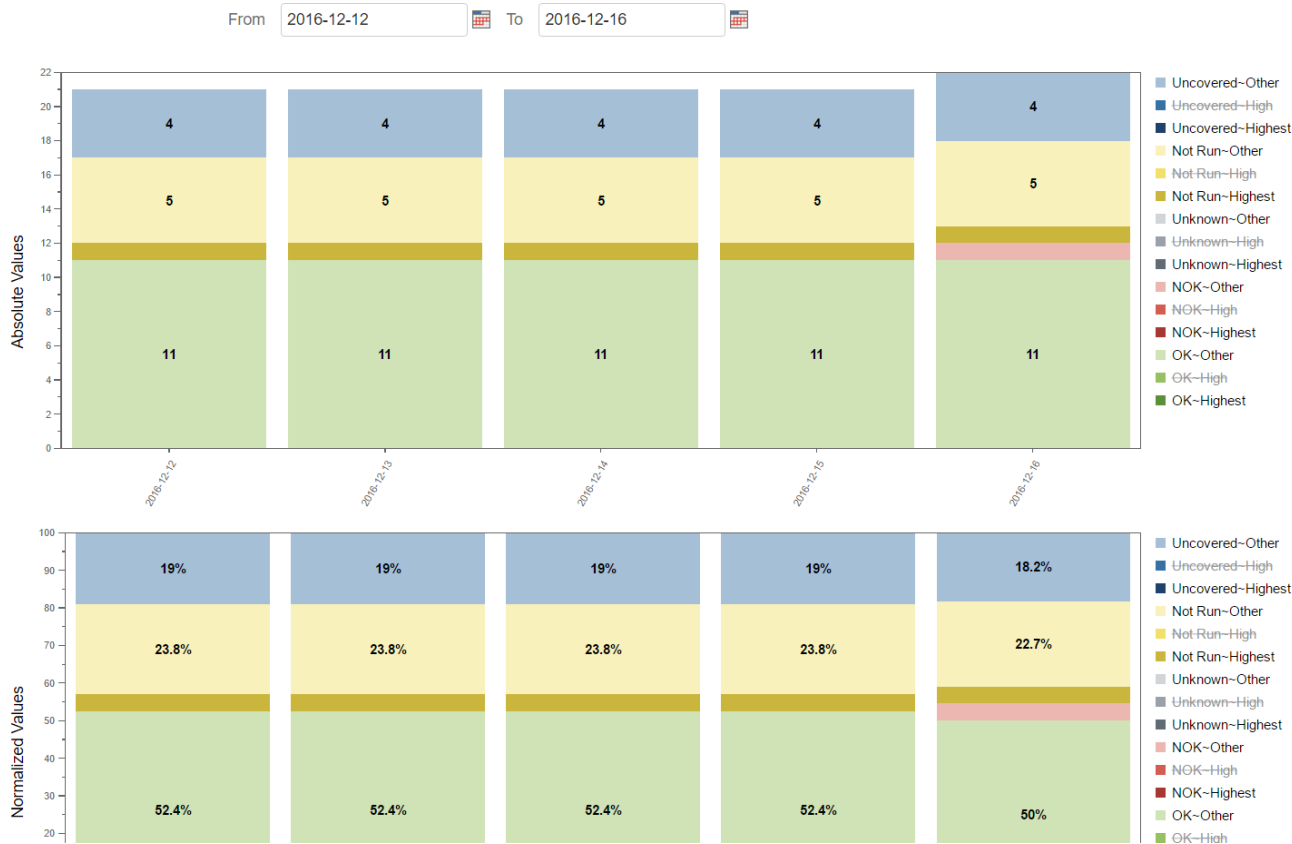 From 2016-12-12 To 2016-12-16
22
20
18
16
14
12
10
8
6
4
2
0
Absolute Values
4 4 4 4 4
5 5 5 5 5
11 11 11 11 11
2016-12-12 2016-12-13 2016-12-14 2016-12-15 2016-12-16
Uncovered~Other
Uncovered~High
Uncovered~Highest
Not Run~Other
Not Run~High
Not Run~Highest
Unknown~Other
Unknown~High
Unknown~Highest
NOK~Other
NOK~High
NOK~Highest
OK~Other
OK~High
OK~Highest
100
90
80
70
60
50
40
30
20
Normalized Values
19% 19% 19% 19% 18.2%
23.8% 23.8% 23.8% 23.8% 22.7%
52.4% 52.4% 52.4% 52.4% 50%
Uncovered~Other
Uncovered~High
Uncovered~Highest
Not Run~Other
Not Run~High
Not Run~Highest
Unknown~Other
Unknown~High
Unknown~Highest
NOK~Other
NOK~High
NOK~Highest
OK~Other
OK~High